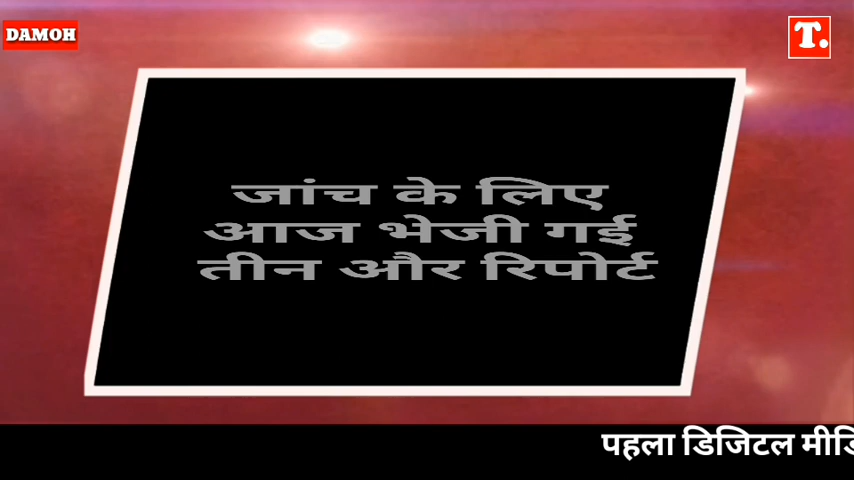 DAMOH
T.
जांच के लिए
आज भेजी गई
तीन और रिपोर्ट
पहला डिजिटल